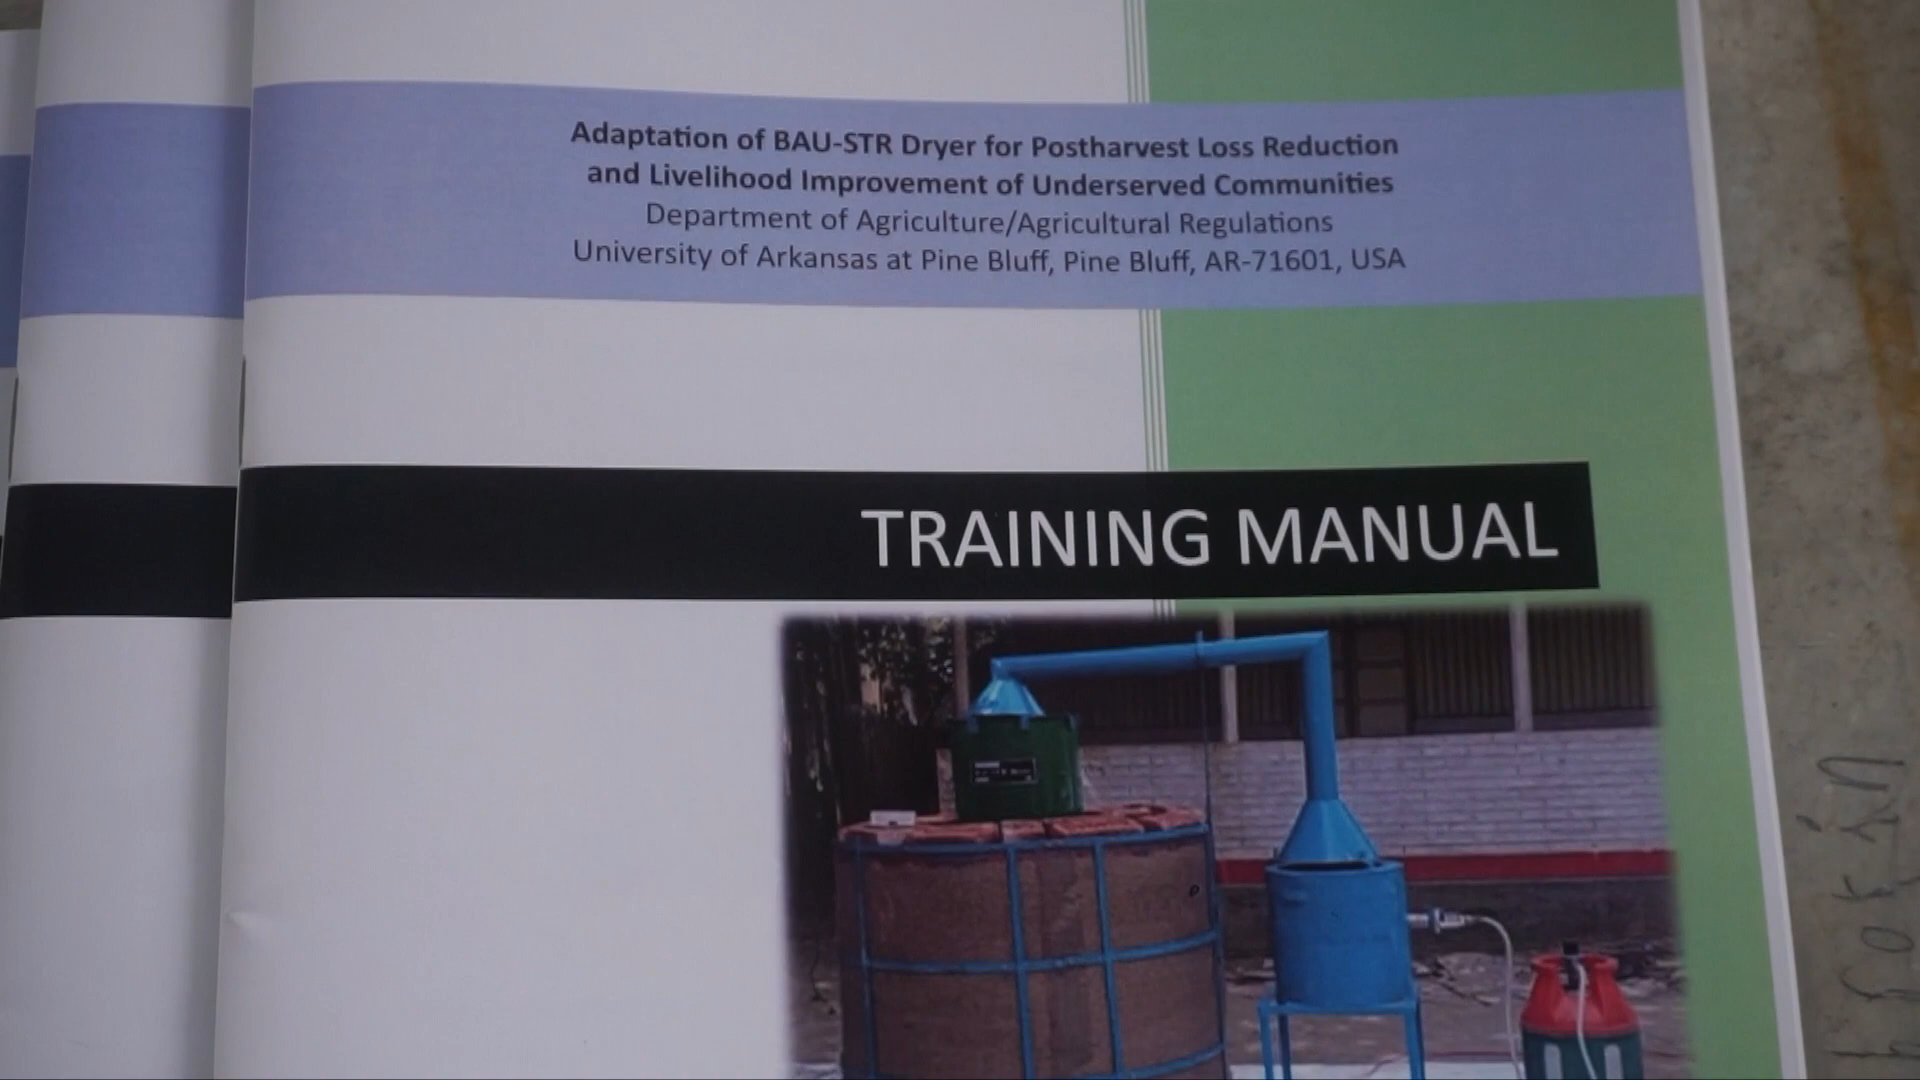 Adaptation of BAU-STR Dryer for Postharvest Loss Reduction
and Livelihood Improvement of Underserved Communities
Department of Agriculture/Agricultural Regulations
University of Arkansas at Pine Bluff, Pine Bluff, AR-71601, USA
TRAINING MANUAL